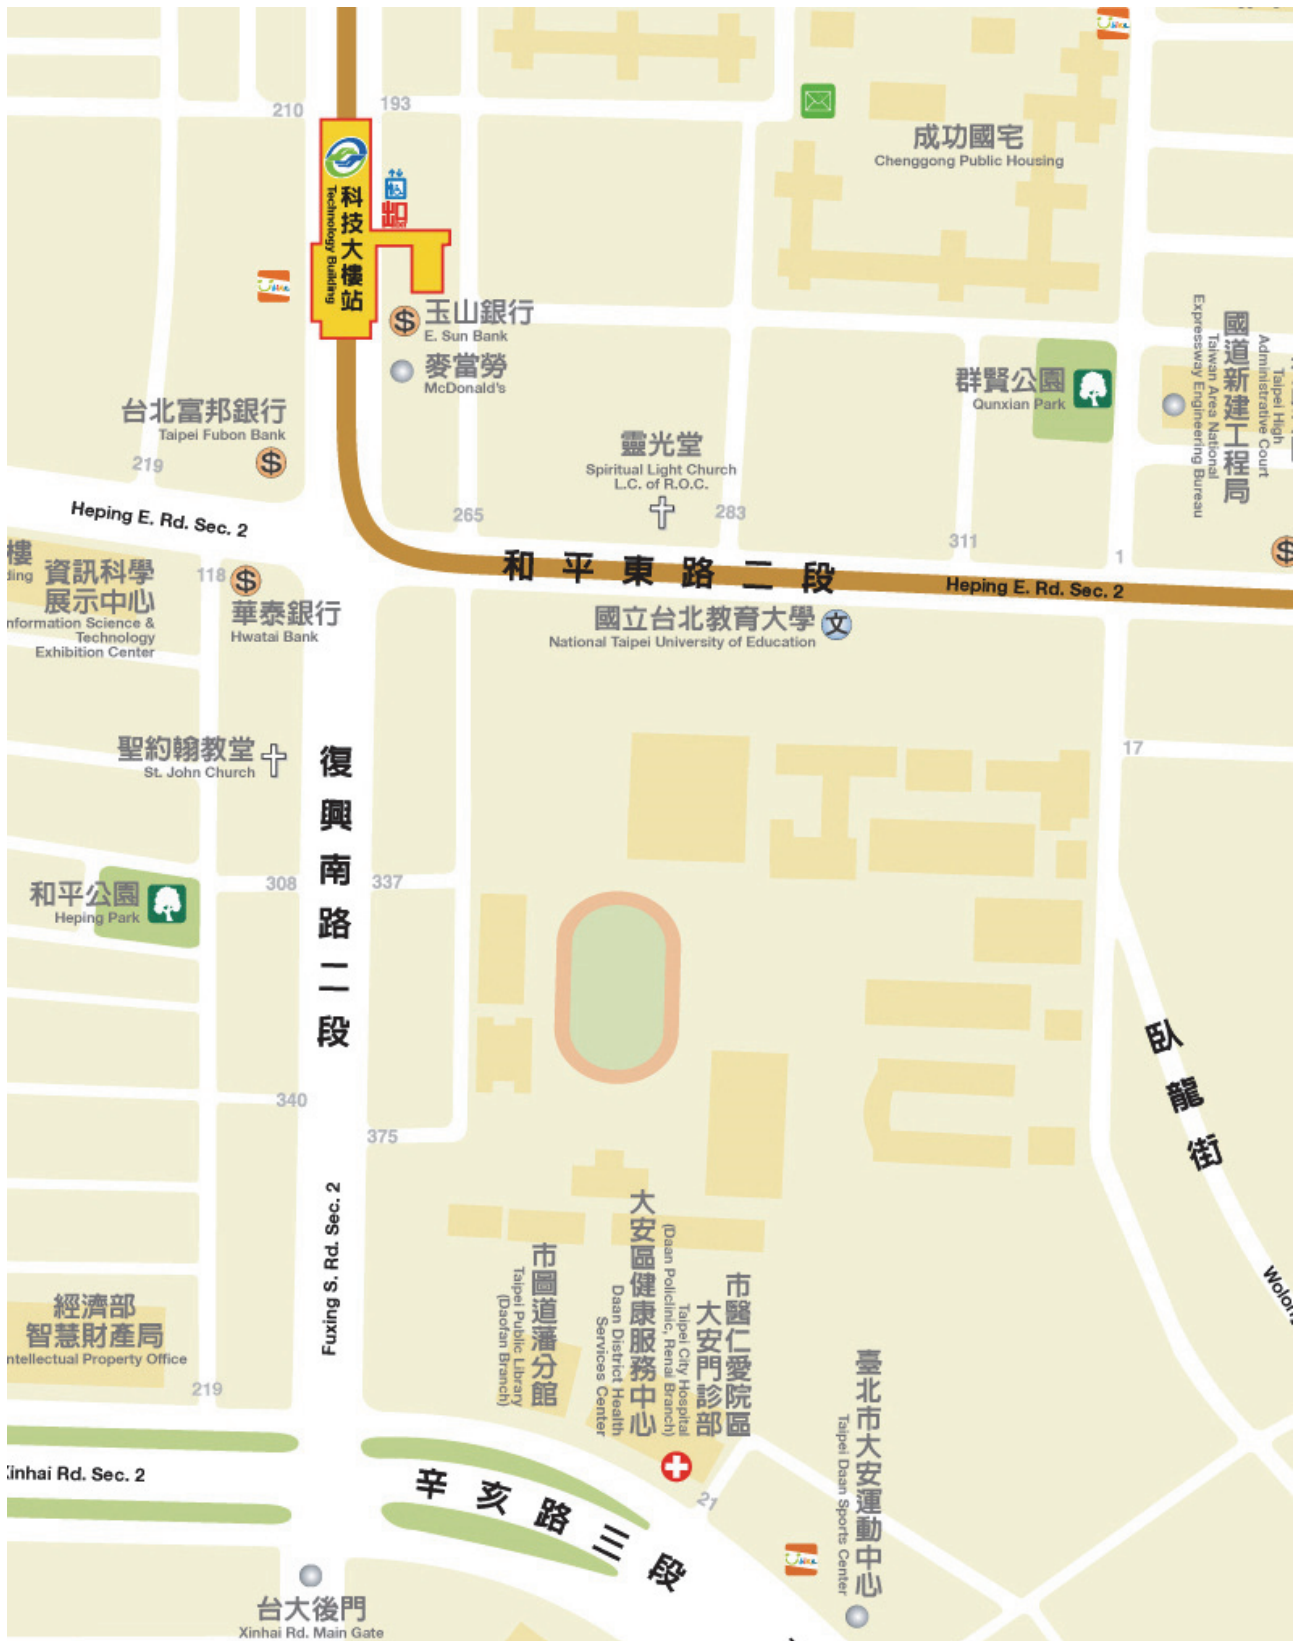 210
193
科技大樓站
Technology Building
出口
成功國宅
Chenggong Public Housing
玉山銀行
E. Sun Bank
麥當勞
McDonald's
台北富邦銀行
Taipei Fubon Bank
219
群賢公園
Qunxian Park
國道新建工程局
Taiwan Area National
Expressway Engineering Bureau
Taipei High
Administrative Court
靈光堂
Spiritual Light Church
L.C. of R.O.C.
265
283
311
1
Heping E. Rd. Sec. 2
和平東路二段
Heping E. Rd. Sec. 2
樓
ding
資訊科學
展示中心
nformation Science &
Technology
Exhibition Center
118
華泰銀行
Hwatai Bank
國立台北教育大學
文
National Taipei University of Education
聖約翰教堂
St. John Church
17
復興南路二段
和平公園
Heping Park
308
337
340
375
臥龍街
Fuxing S. Rd. Sec. 2
Wolon
市圖道藩分館
Taipei Public Library
(Daofan Branch)
大安區健康服務中心
Daan District Health
Services Center
市醫仁愛院區
大安門診部
Taipei City Hospital
(Daan Policlinic, Renai Branch)
經濟部
智慧財產局
ntellectual Property Office
219
臺北市大安運動中心
Taipei Daan Sports Center
Xinhai Rd. Sec. 2
辛亥路三段
21
台大後門
Xinhai Rd. Main Gate